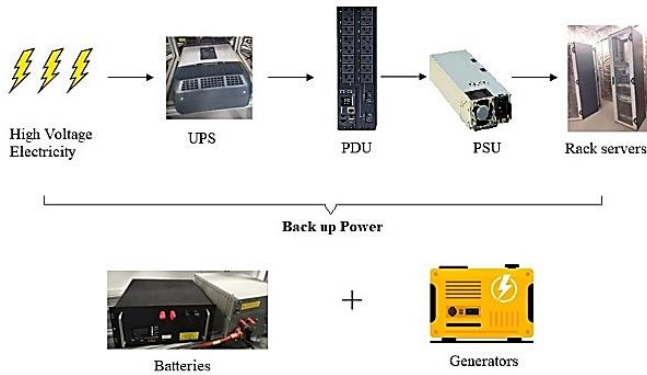 High Voltage
Electricity
UPS
PDU
PSU
Rack servers
Back up Power
Batteries
+
Generators